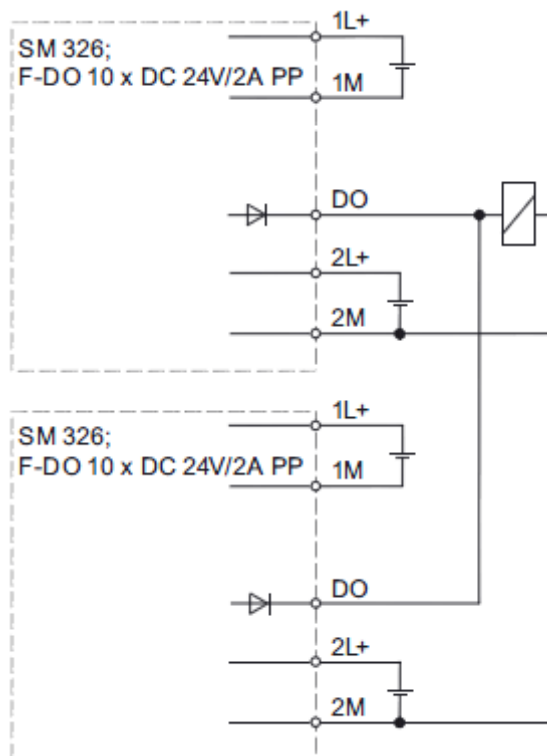 SM 326;
F-DO 10 x DC 24V/2A PP
1L+
1M
DO
2L+
2M
SM 326;
F-DO 10 x DC 24V/2A PP
1L+
1M
DO
2L+
2M